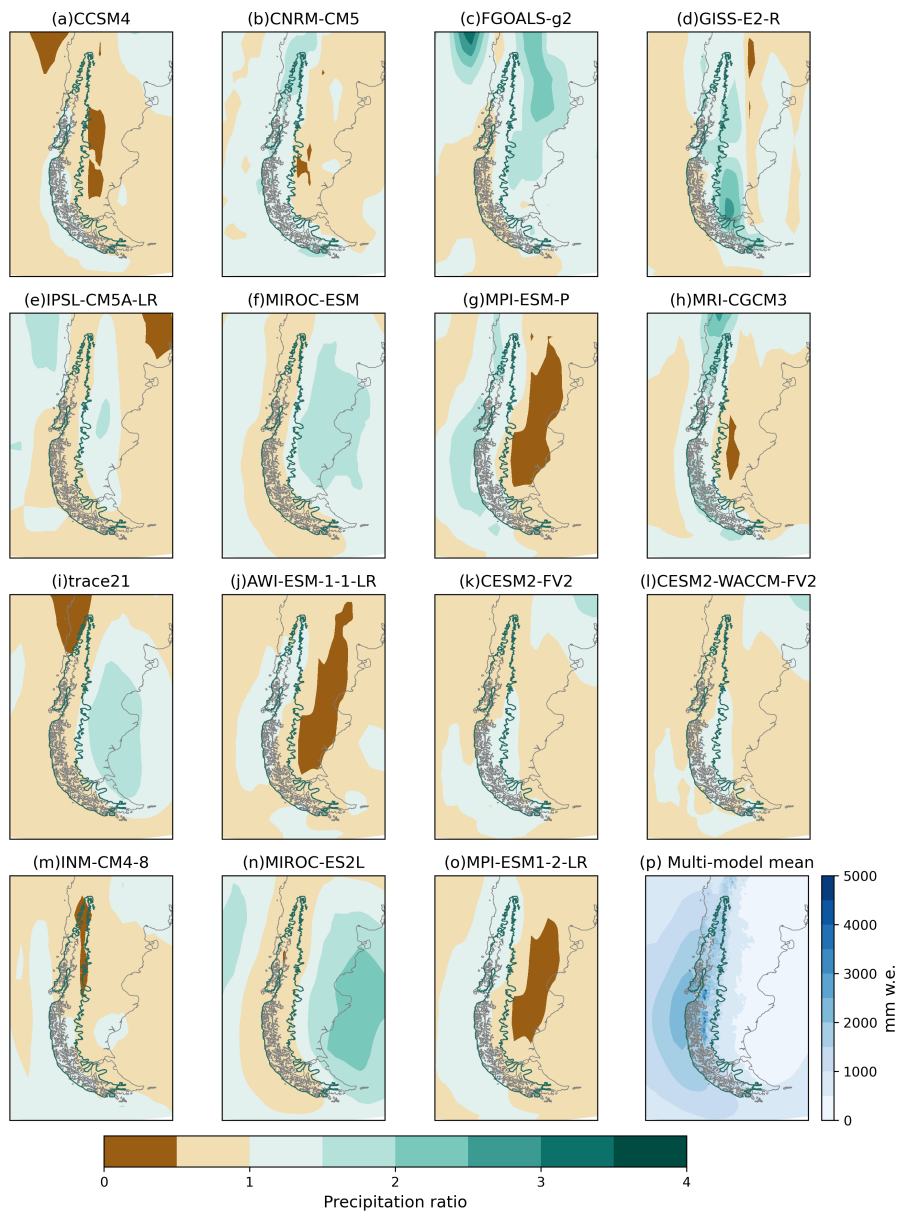 (a)CCSM4
(b)CNRM-CM5
(c)FGOALS-g2
(d)GISS-E2-R
(e)IPSL-CM5A-LR
(f)MIROC-ESM
(g)MPI-ESM-P
(h)MRI-CGCM3
(i)trace21
(j)AWI-ESM-1-1-LR
(k)CESM2-FV2
(l)CESM2-WACCM-FV2
(m)INM-CM4-8
(n)MIROC-ES2L
(o)MPI-ESM1-2-LR
(p) Multi-model mean
5000
4000
3000
2000
1000
0
mm w.e.
0 1 2 3 4
Precipitation ratio